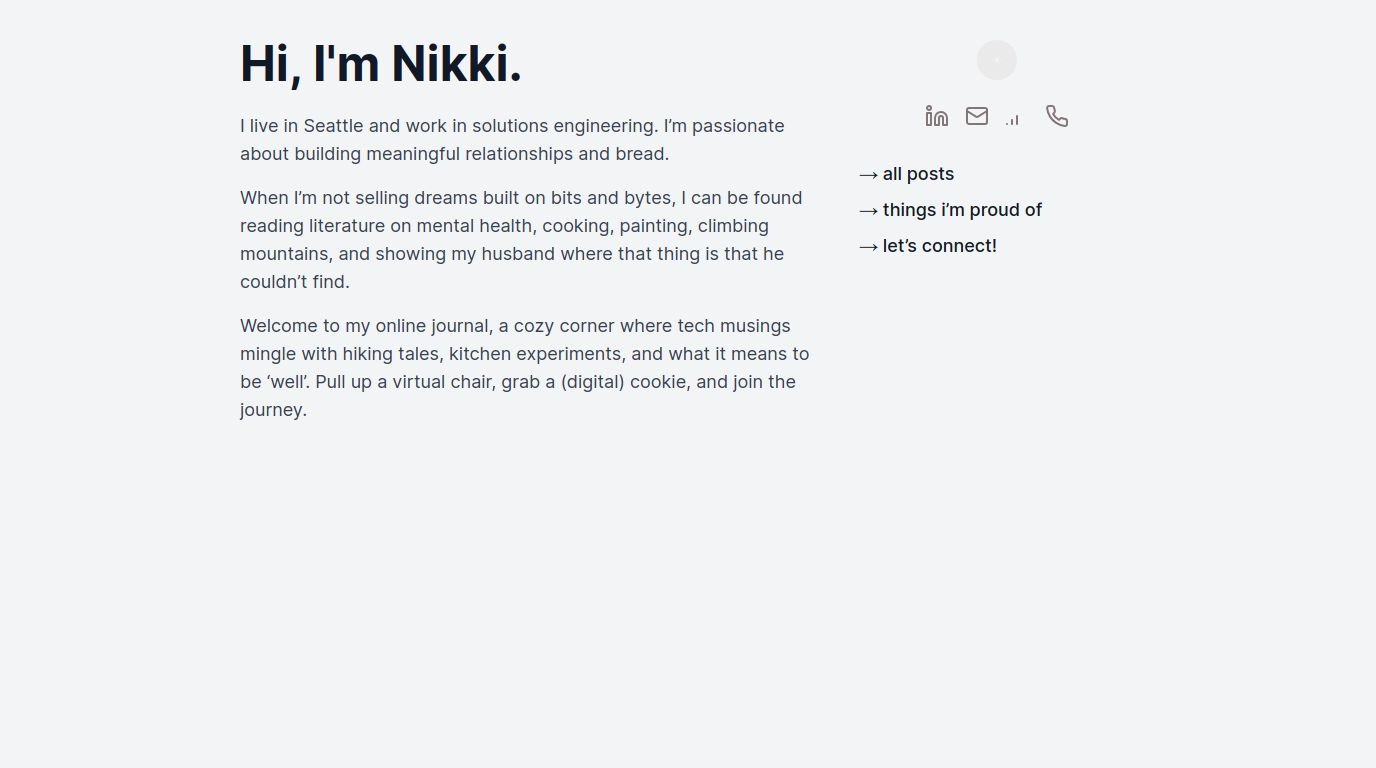 Hi, I'm Nikki.
I live in Seattle and work in solutions engineering. I’m passionate
about building meaningful relationships and bread.
When I’m not selling dreams built on bits and bytes, I can be found
reading literature on mental health, cooking, painting, climbing
mountains, and showing my husband where that thing is that he
couldn’t find.
Welcome to my online journal, a cozy corner where tech musings
mingle with hiking tales, kitchen experiments, and what it means to
be ‘well’. Pull up a virtual chair, grab a (digital) cookie, and join the
journey.
in
→ all posts
→ things i’m proud of
→ let’s connect!